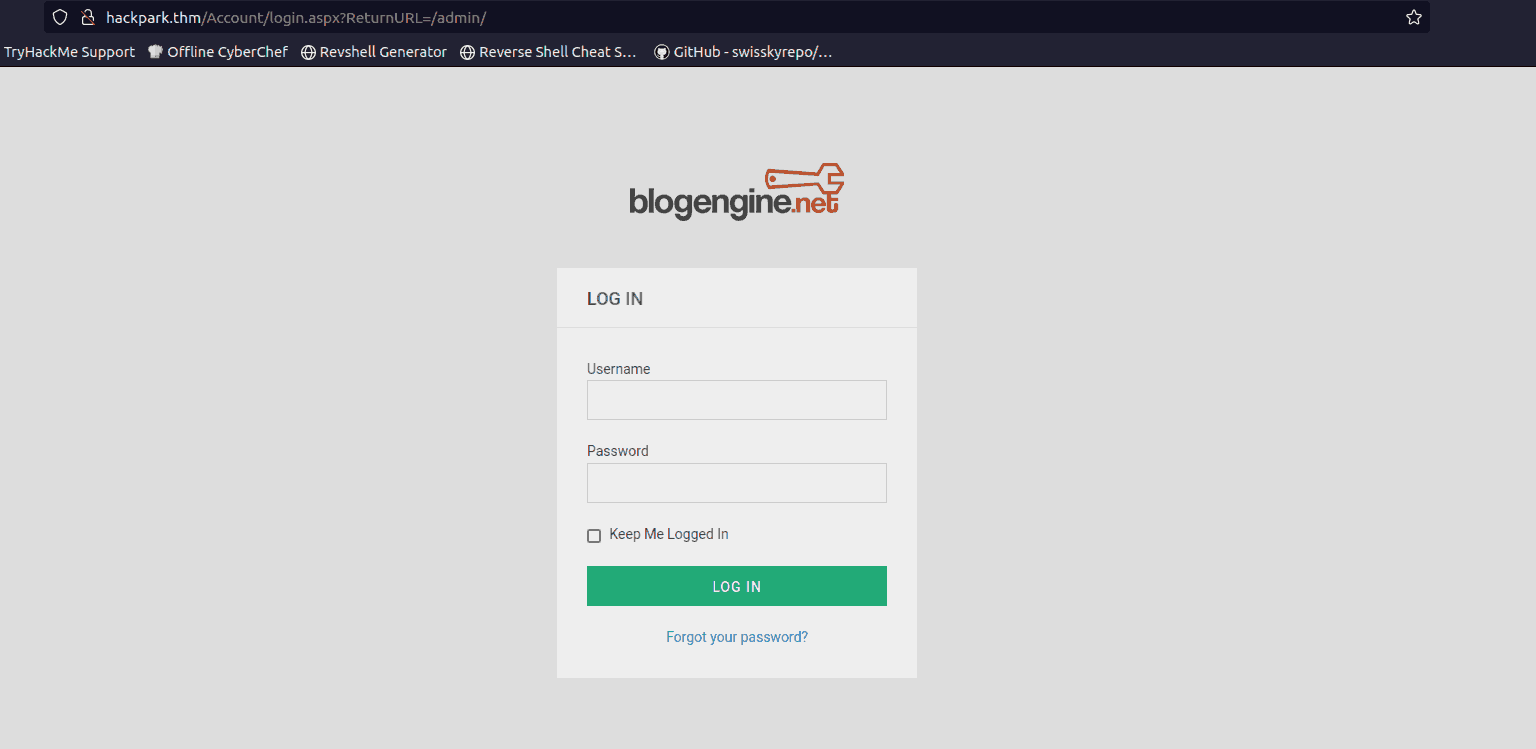 hackpark.thm/Account/login.aspx?ReturnURL=/admin/
TryHackMe Support Offline CyberChef Revshell Generator Reverse Shell Cheat S... GitHub - swisskyrepo/...
blogengine.net
LOG IN
Username
Password
Keep Me Logged In
LOG IN
Forgot your password?